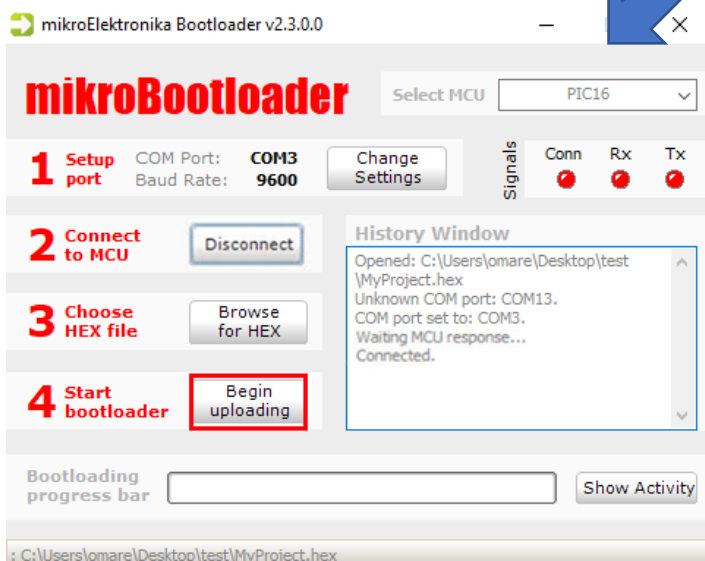 mikroElektronika Bootloader v2.3.0.0
mikroBootloader
Select MCU
PIC16
1 Setup port
COM Port: COM3
Baud Rate: 9600
Change Settings
Signals
Conn Rx Tx
2 Connect to MCU
Disconnect
3 Choose HEX file
Browse for HEX
4 Start bootloader
Begin uploading
History Window
Opened: C:\Users\omare\Desktop\test
\MyProject.hex
Unknown COM port: COM13.
COM port set to: COM3.
Waiting MCU response...
Connected.
Bootloading
progress bar
Show Activity
: C:\Users\omare\Desktop\test\MyProject.hex